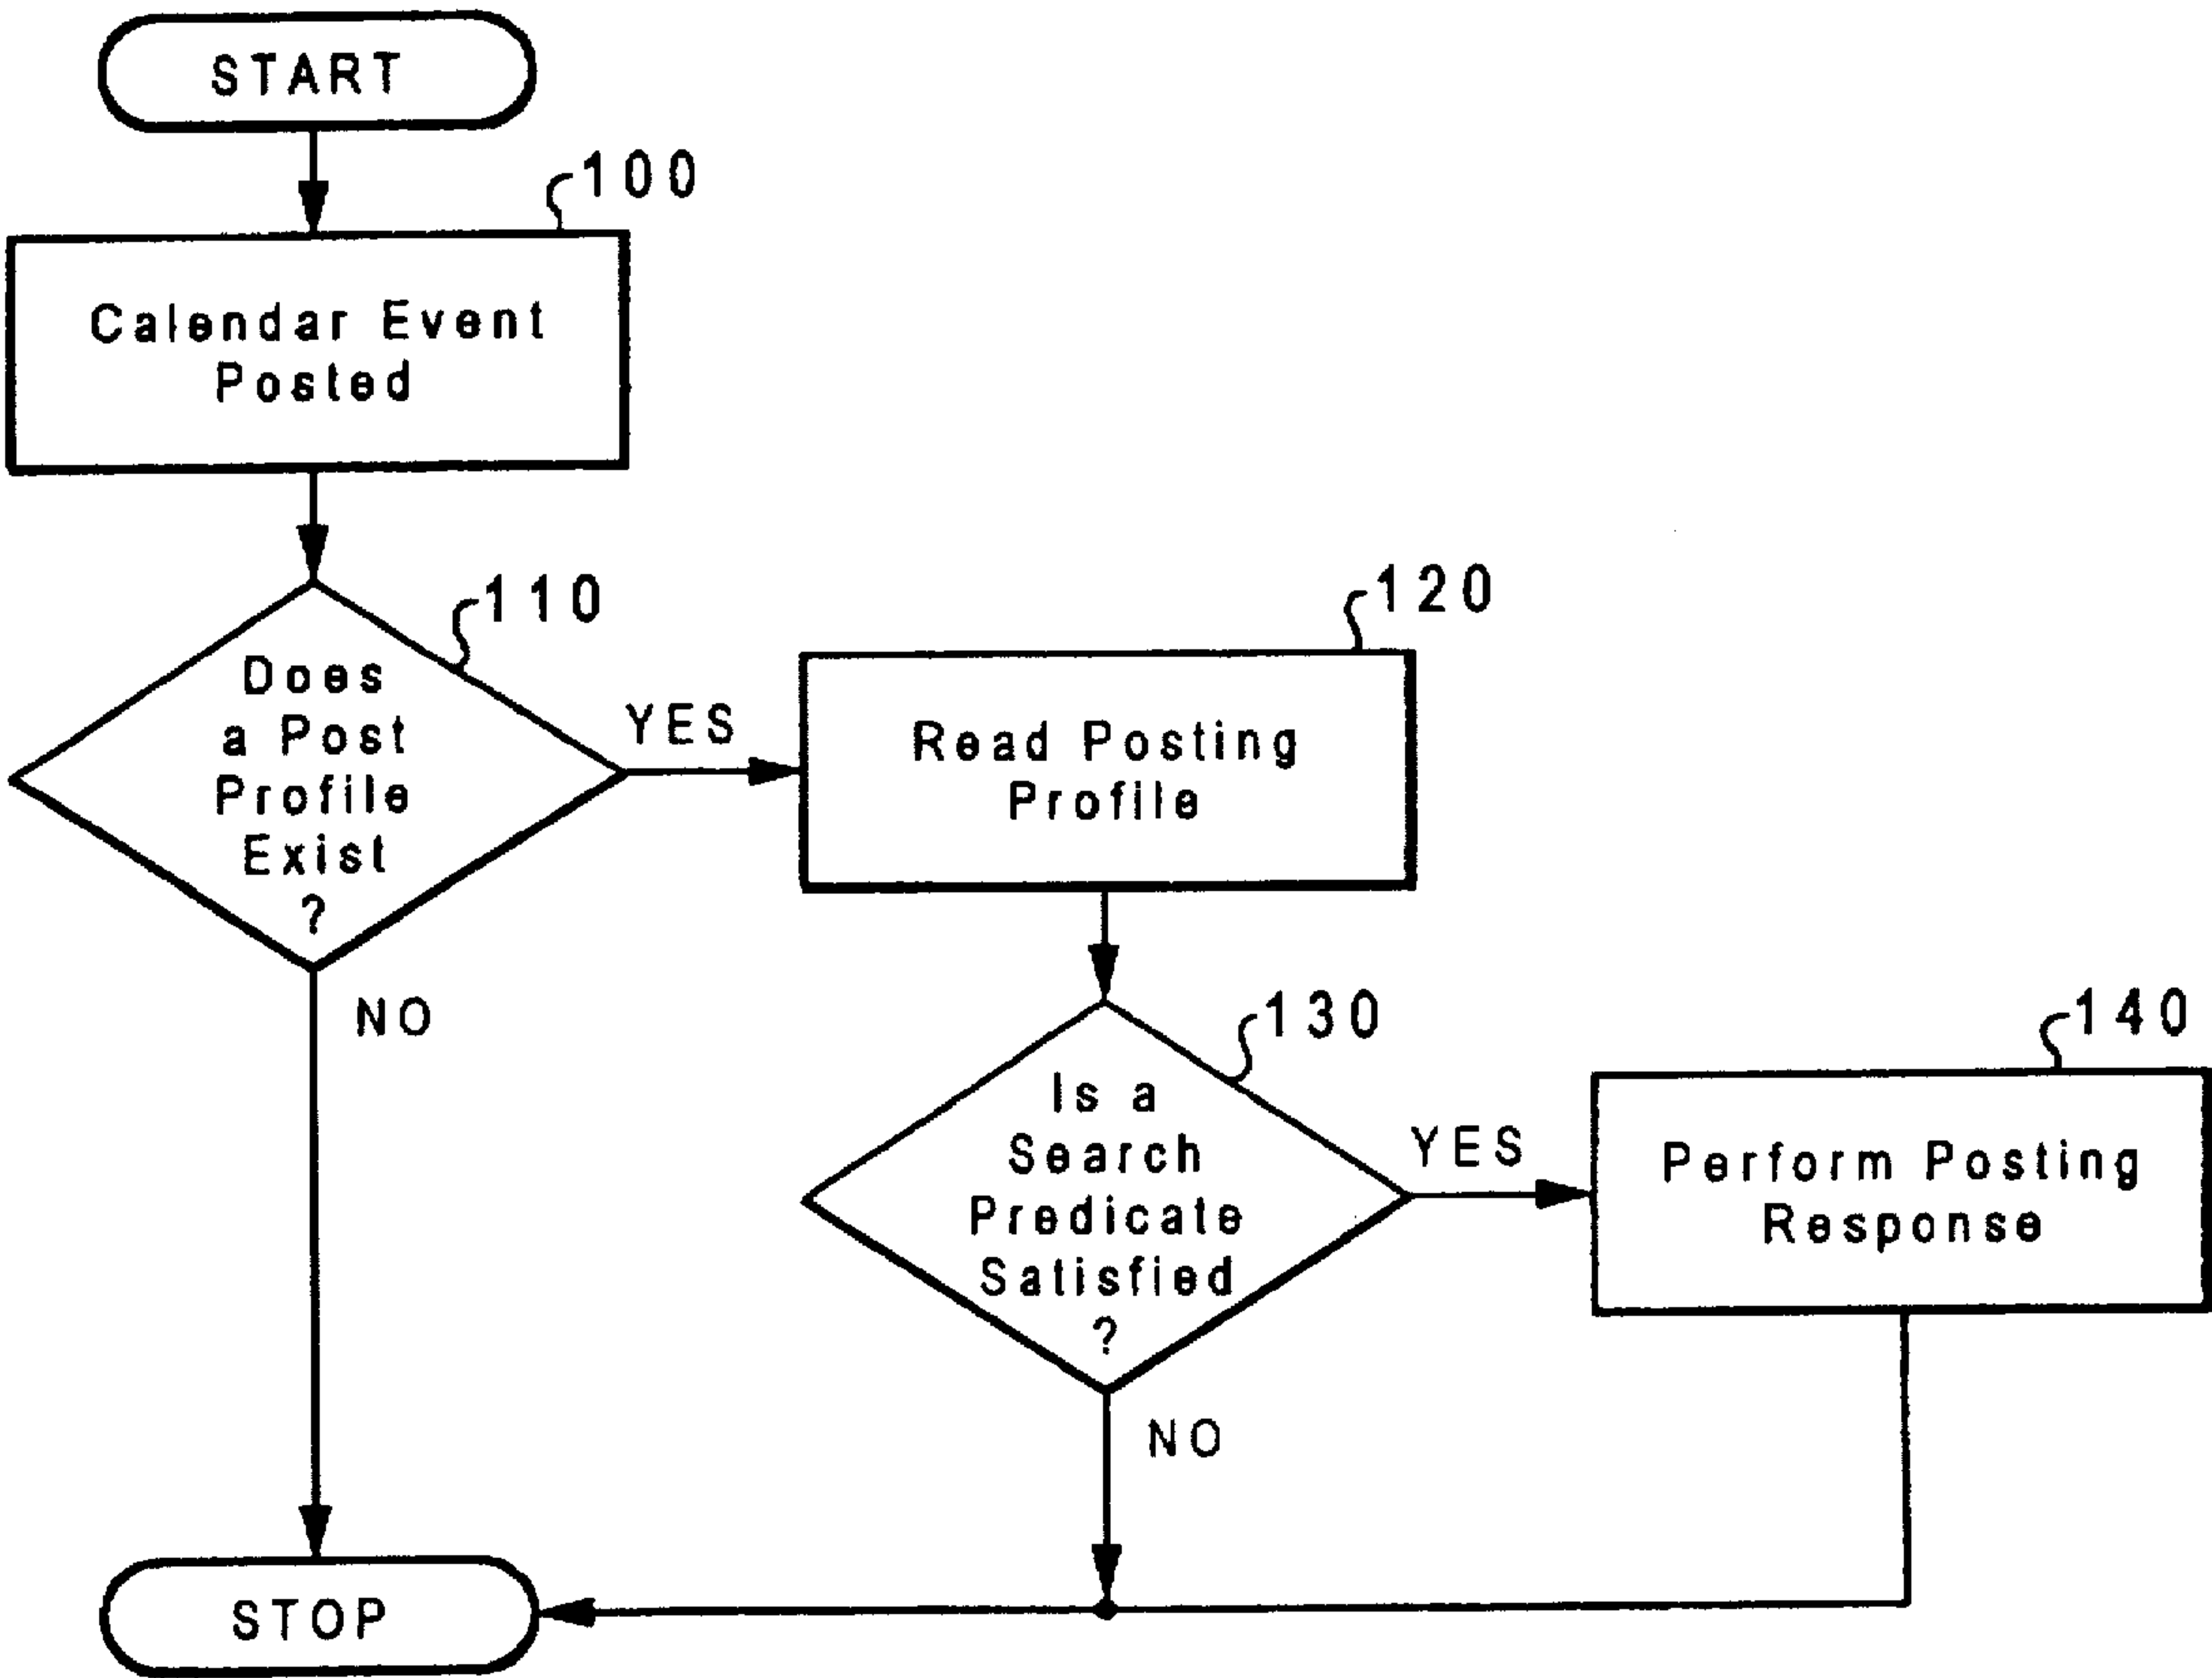 START
100
Calendar Event
Posted
110
Does
a Post
Profile
Exist
?
YES
NO
120
Read Posting
Profile
130
Is a
Search
Predicate
Satisfied
?
YES
NO
140
Perform Posting
Response
STOP